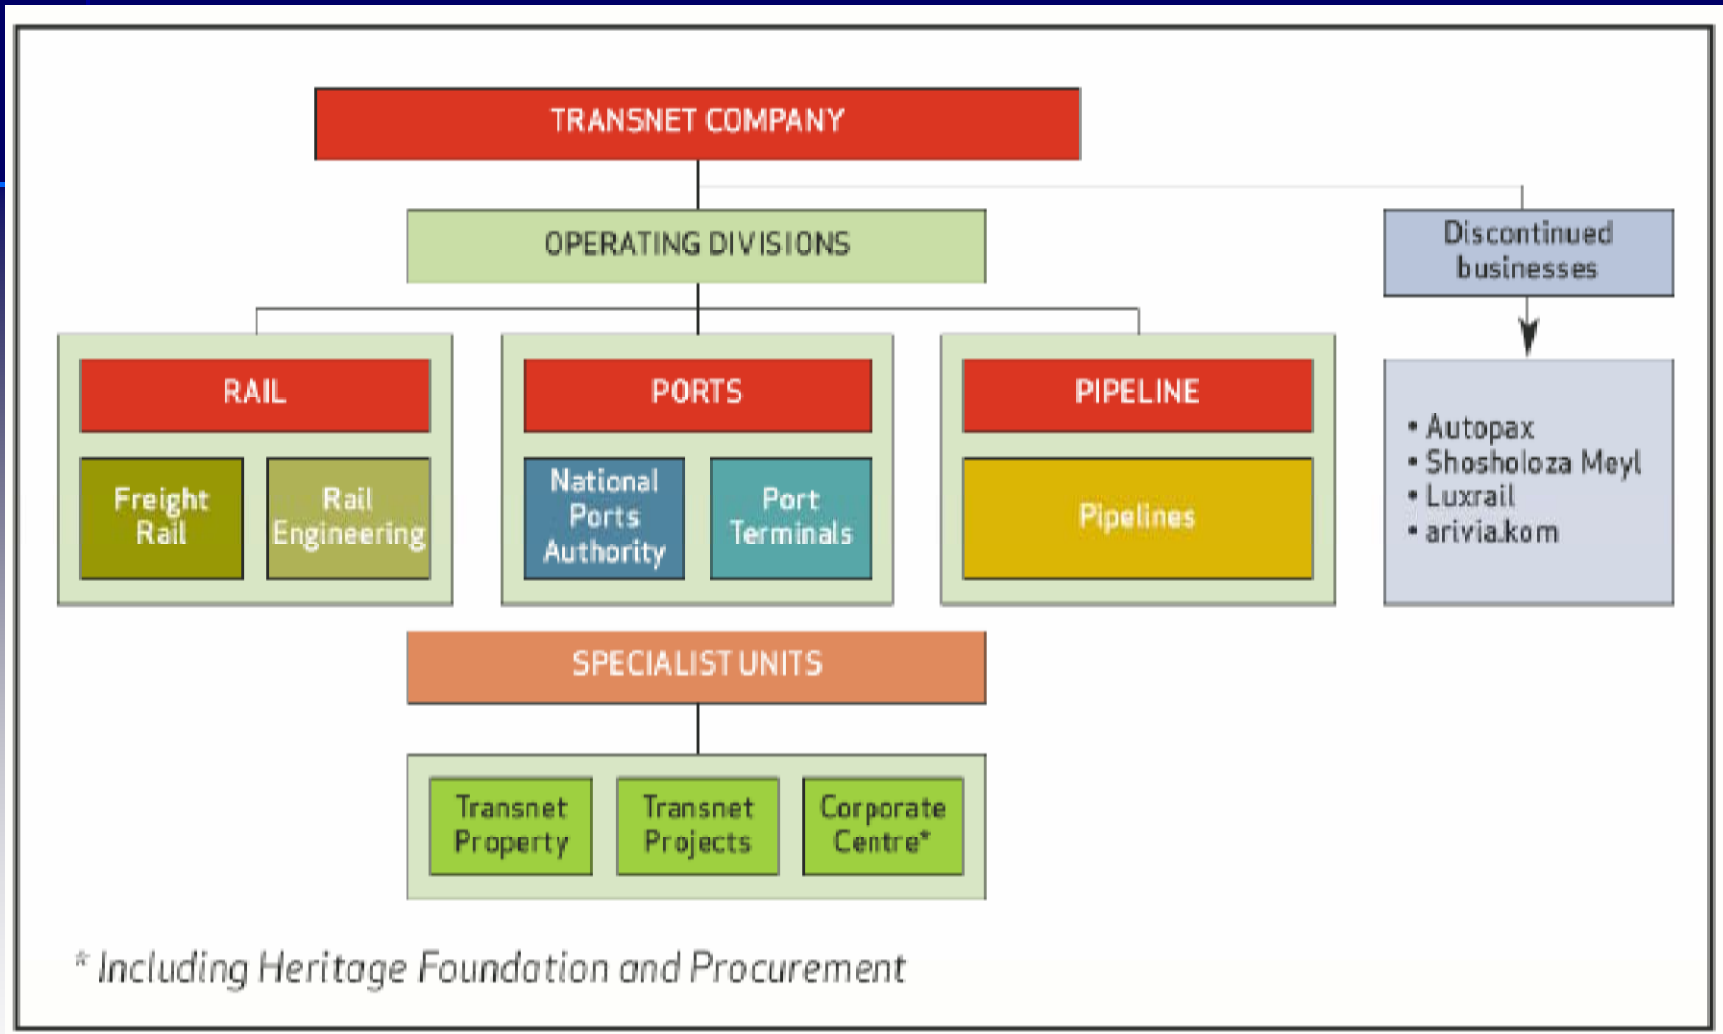 TRANSNET COMPANY
OPERATING DIVISIONS
Discontinued
businesses
RAIL
Freight
Rail
Rail
Engineering
PORTS
National
Ports
Authority
Port
Terminals
PIPELINE
Pipelines
• Autopax
• Shosholoza Meyl
• Luxrail
• arivia.kom
SPECIALIST UNITS
Transnet
Property
Transnet
Projects
Corporate
Centre*
* Including Heritage Foundation and Procurement